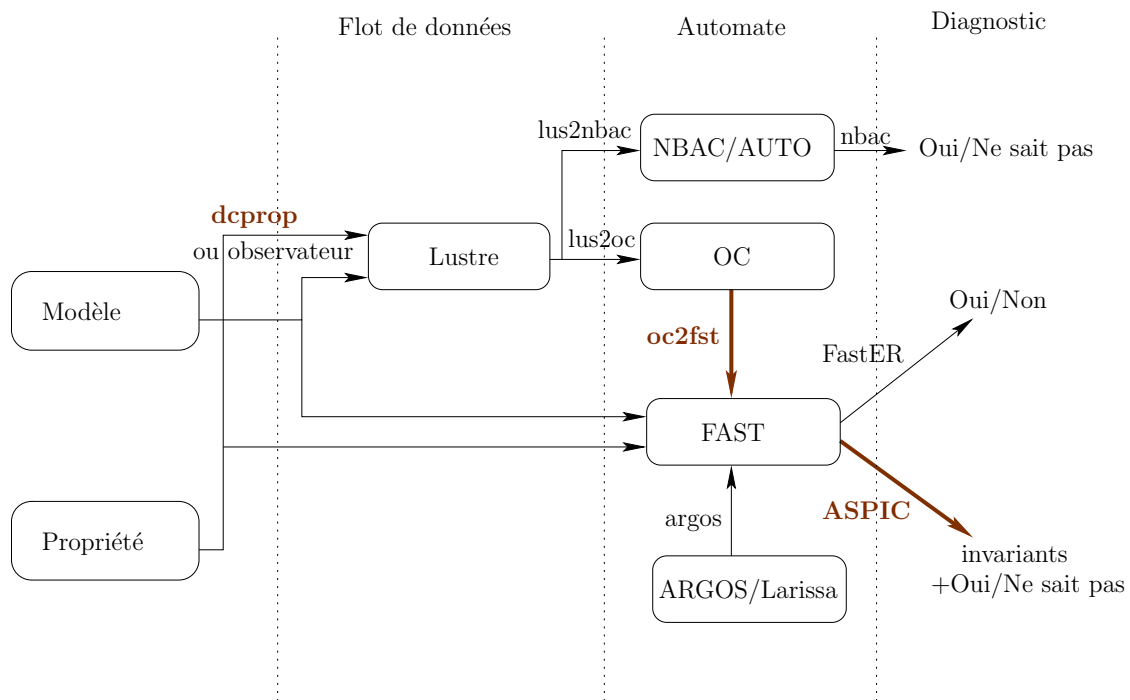 Flot de données
Automate
Diagnostic
lus2nbac
NBAC/AUTO
nbac
Oui/Ne sait pas
dcprop
ou observateur
Lustre
lus2oc
OC
Modèle
oc2fst
Oui/Non
FastER
FAST
Propriété
argos
ASPIC
invariants
+Oui/Ne sait pas
ARGOS/Larissa